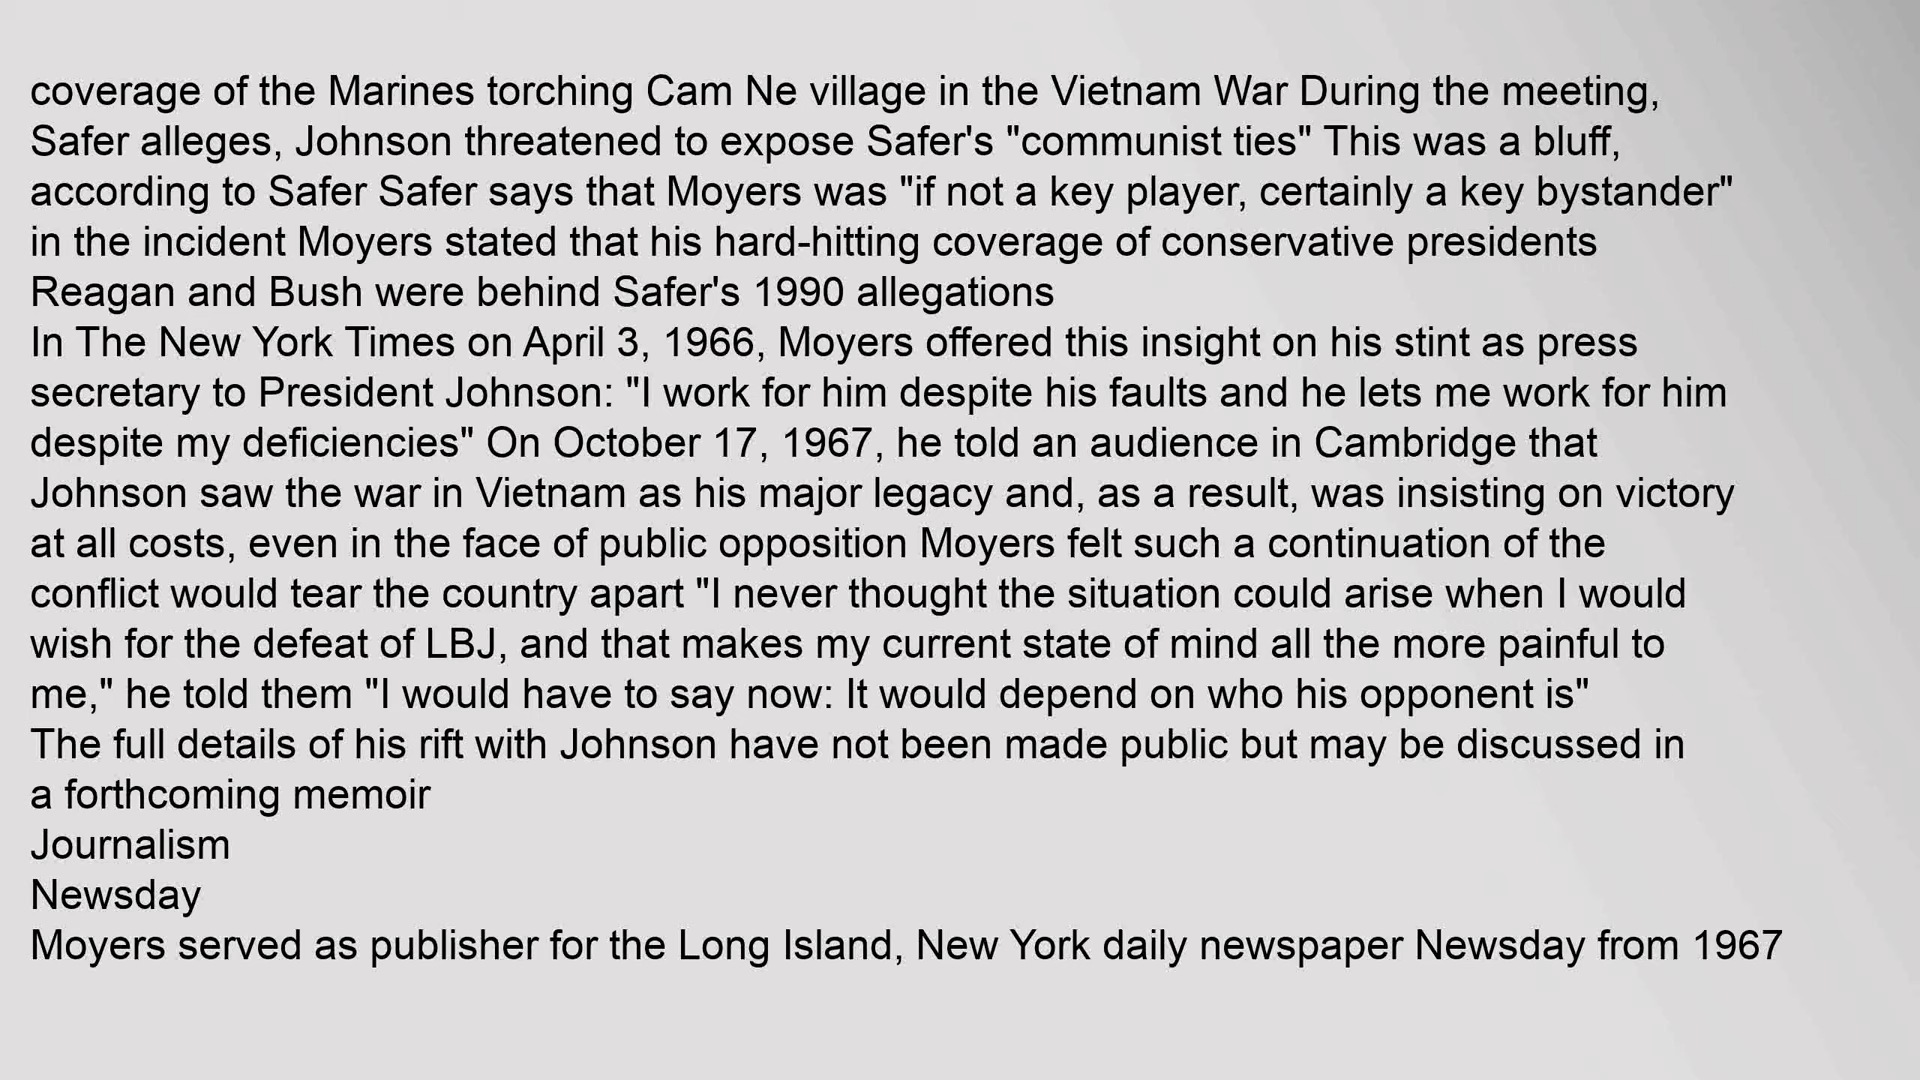 coverage of the Marines torching Cam Ne village in the Vietnam War During the meeting,
Safer alleges, Johnson threatened to expose Safer's "communist ties" This was a bluff,
according to Safer Safer says that Moyers was "if not a key player, certainly a key bystander"
in the incident Moyers stated that his hard-hitting coverage of conservative presidents
Reagan and Bush were behind Safer's 1990 allegations
In The New York Times on April 3, 1966, Moyers offered this insight on his stint as press
secretary to President Johnson: "I work for him despite his faults and he lets me work for him
despite my deficiencies" On October 17, 1967, he told an audience in Cambridge that
Johnson saw the war in Vietnam as his major legacy and, as a result, was insisting on victory
at all costs, even in the face of public opposition Moyers felt such a continuation of the
conflict would tear the country apart "I never thought the situation could arise when I would
wish for the defeat of LBJ, and that makes my current state of mind all the more painful to
me," he told them "I would have to say now: It would depend on who his opponent is"
The full details of his rift with Johnson have not been made public but may be discussed in
a forthcoming memoir
Journalism
Newsday
Moyers served as publisher for the Long Island, New York daily newspaper Newsday from 1967